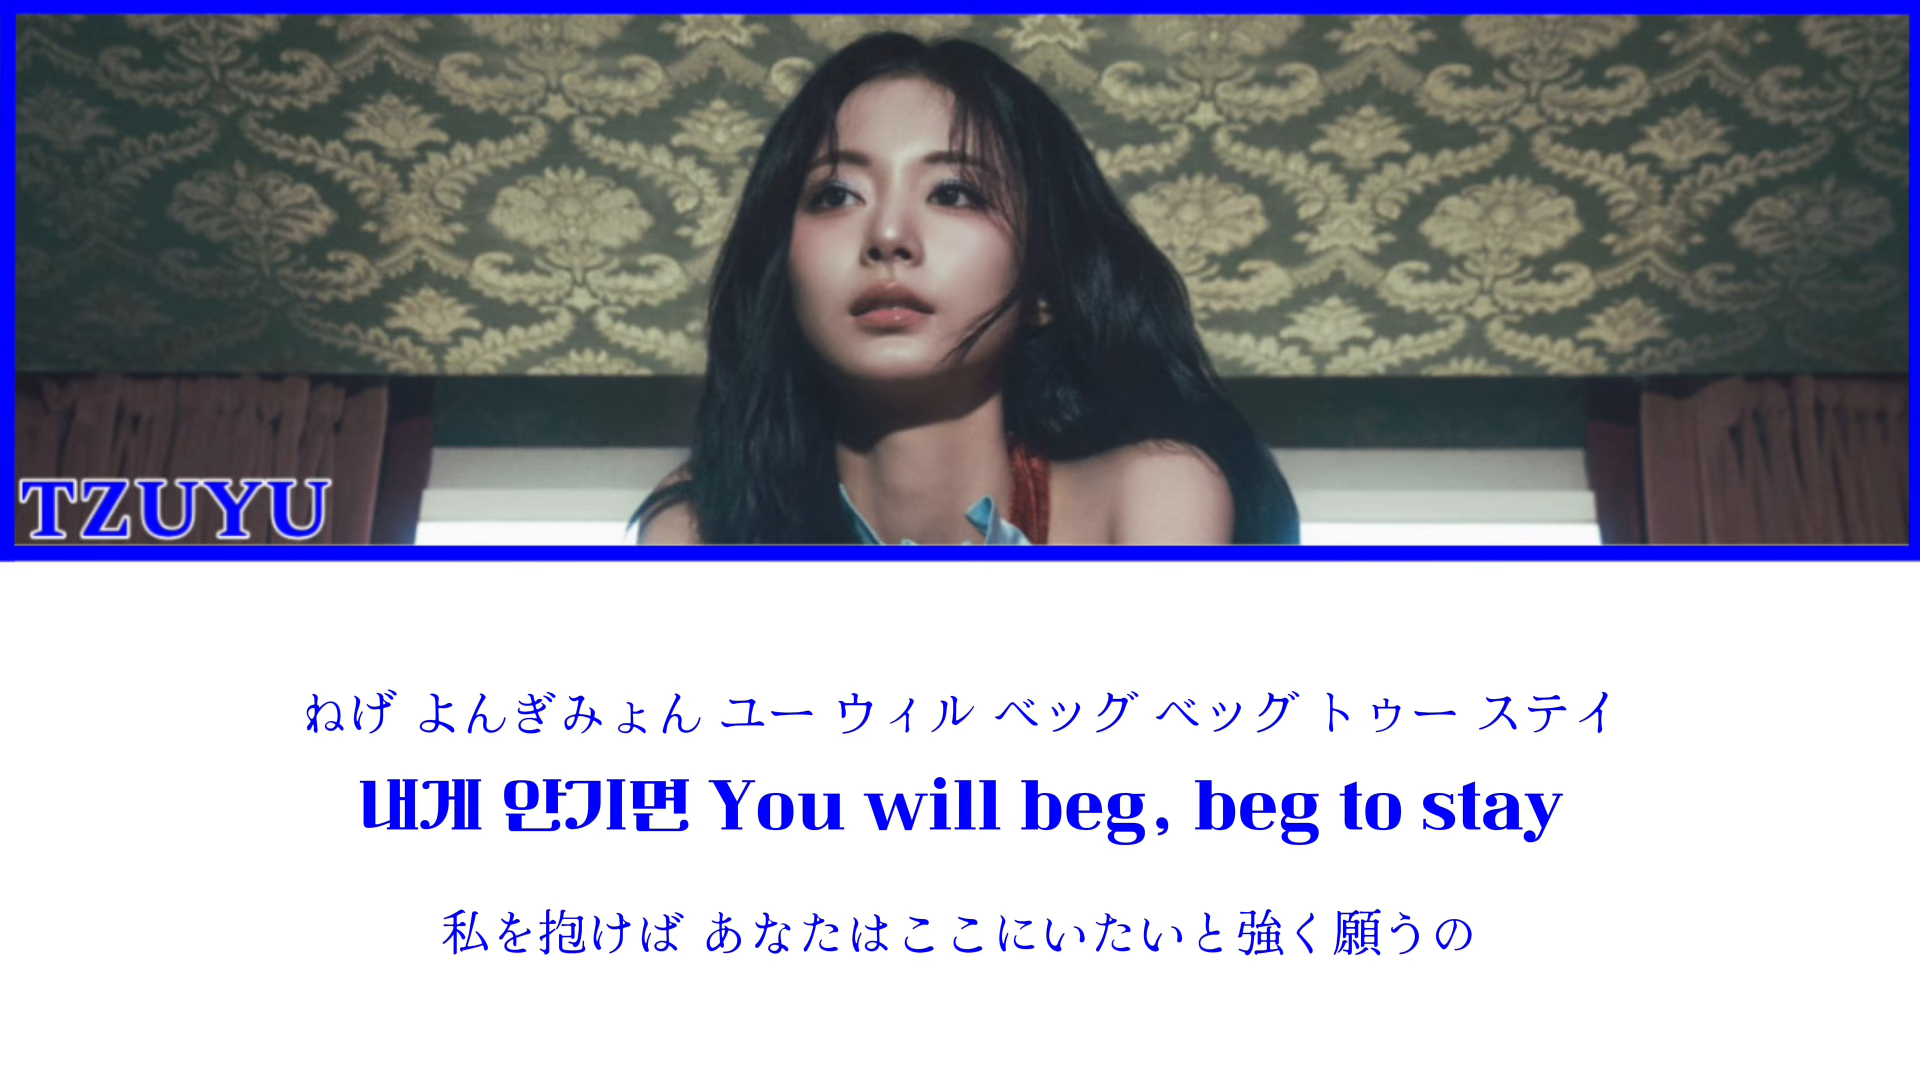 TZUYU
ねげ よんぎみょん ユー ウィル ベッグ ベッグ トゥー ステイ
내게 안기면 You will beg, beg to stay
私を抱けば あなたはここにいたいと強く願うの